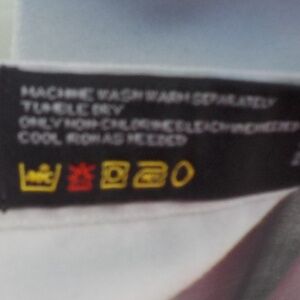 MACHINE WASH WARM SEPARATELY
TUMBLE DRY
ONLY NON-CHLORINE BLEACH WHEN NEEDED
COOL IRON AS NEEDED